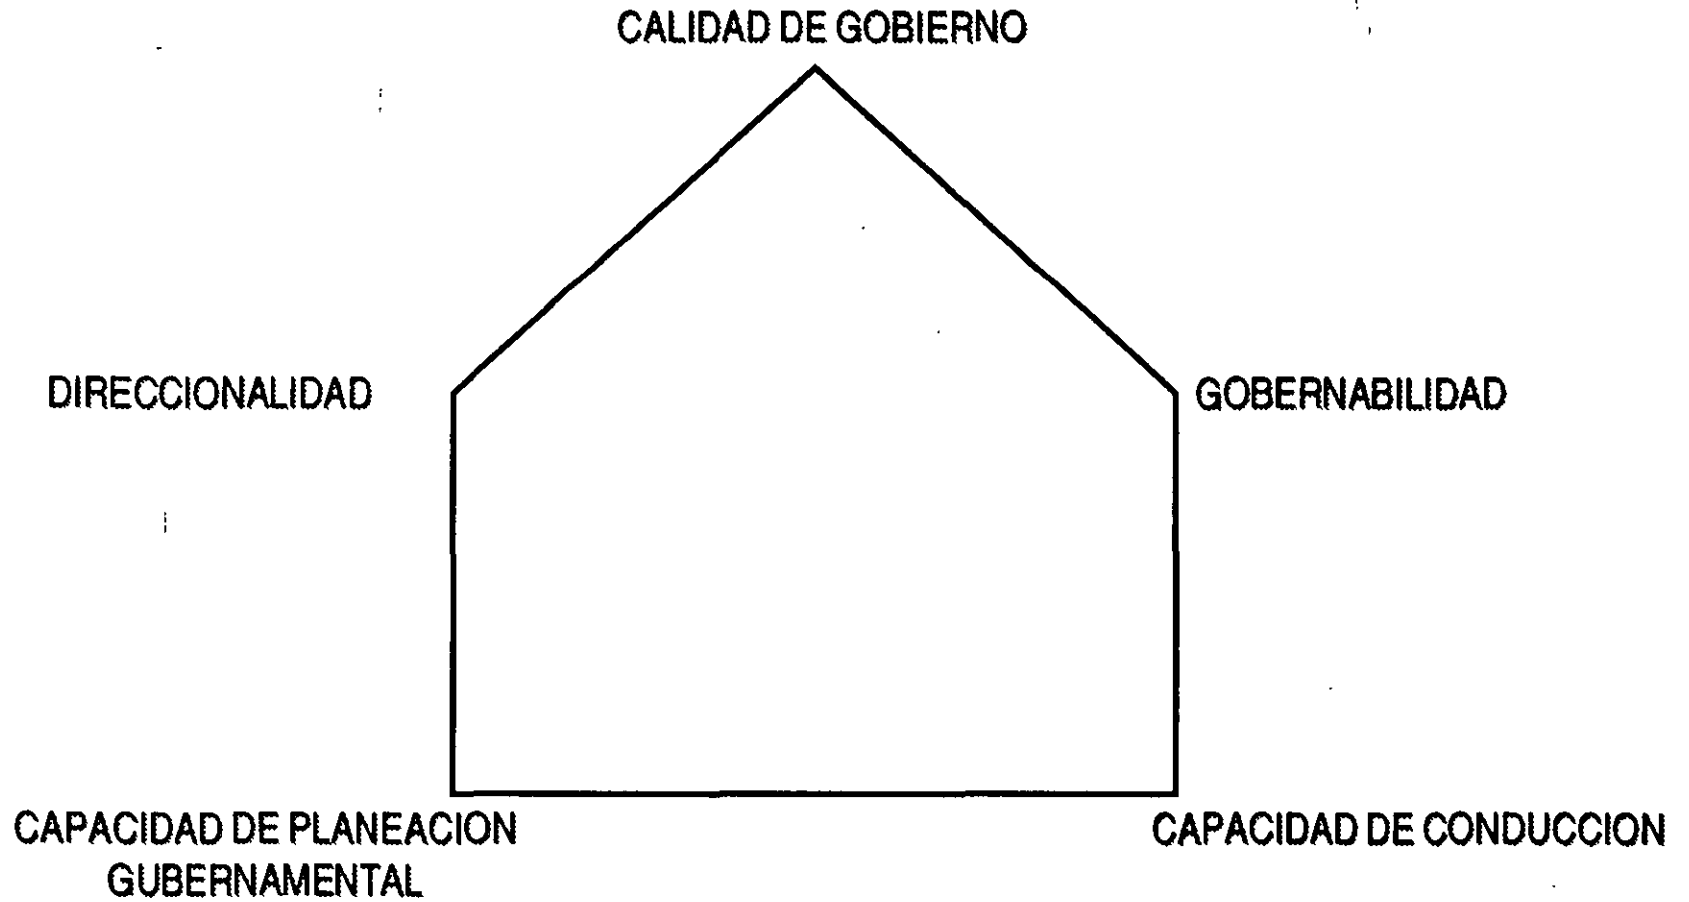 CALIDAD DE GOBIERNO
DIRECCIONALIDAD
GOBERNABILIDAD
CAPACIDAD DE PLANEACION
GUBERNAMENTAL
CAPACIDAD DE CONDUCCION